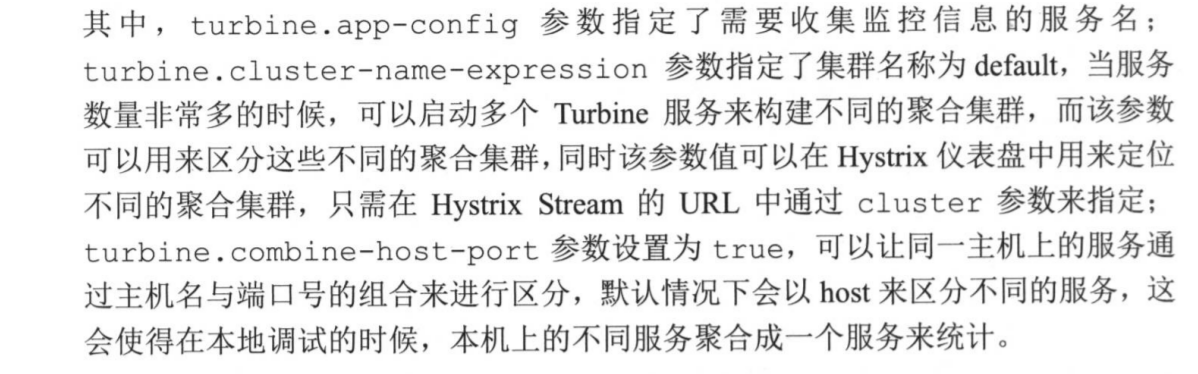 其中，turbine.app-config 参数指定了需要收集监控信息的服务名；
turbine.cluster-name-expression 参数指定了集群名称为 default，当服务
数量非常多的时候，可以启动多个 Turbine 服务来构建不同的聚合集群，而该参数
可以用来区分这些不同的聚合集群，同时该参数值可以在 Hystrix 仪表盘中用来定位
不同的聚合集群，只需在 Hystrix Stream 的 URL 中通过 cluster 参数来指定；
turbine.combine-host-port 参数设置为 true，可以让同一主机上的服务通
过主机名与端口号的组合来进行区分，默认情况下会以 host 来区分不同的服务，这
会使得在本地调试的时候，本机上的不同服务聚合成一个服务来统计。